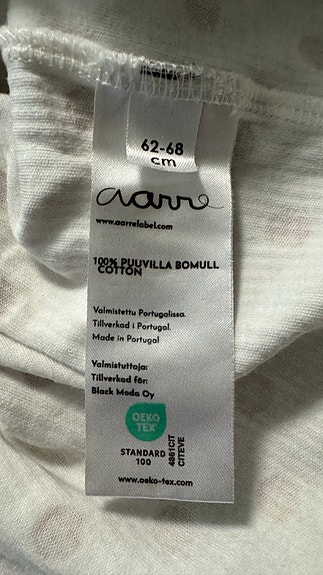 62-68
cm
aarre
www.aarrelabel.com
100% PUUVILLA BOMULL
COTTON
Valmistettu Portugalissa.
Tillverkad i Portugal.
Made in Portugal
Valmistuttaja:
Tillverkad för:
Black Moda Oy
OEKO
TEX®
STANDARD
100
4861CIT
CITEVE
www.oeko-tex.com